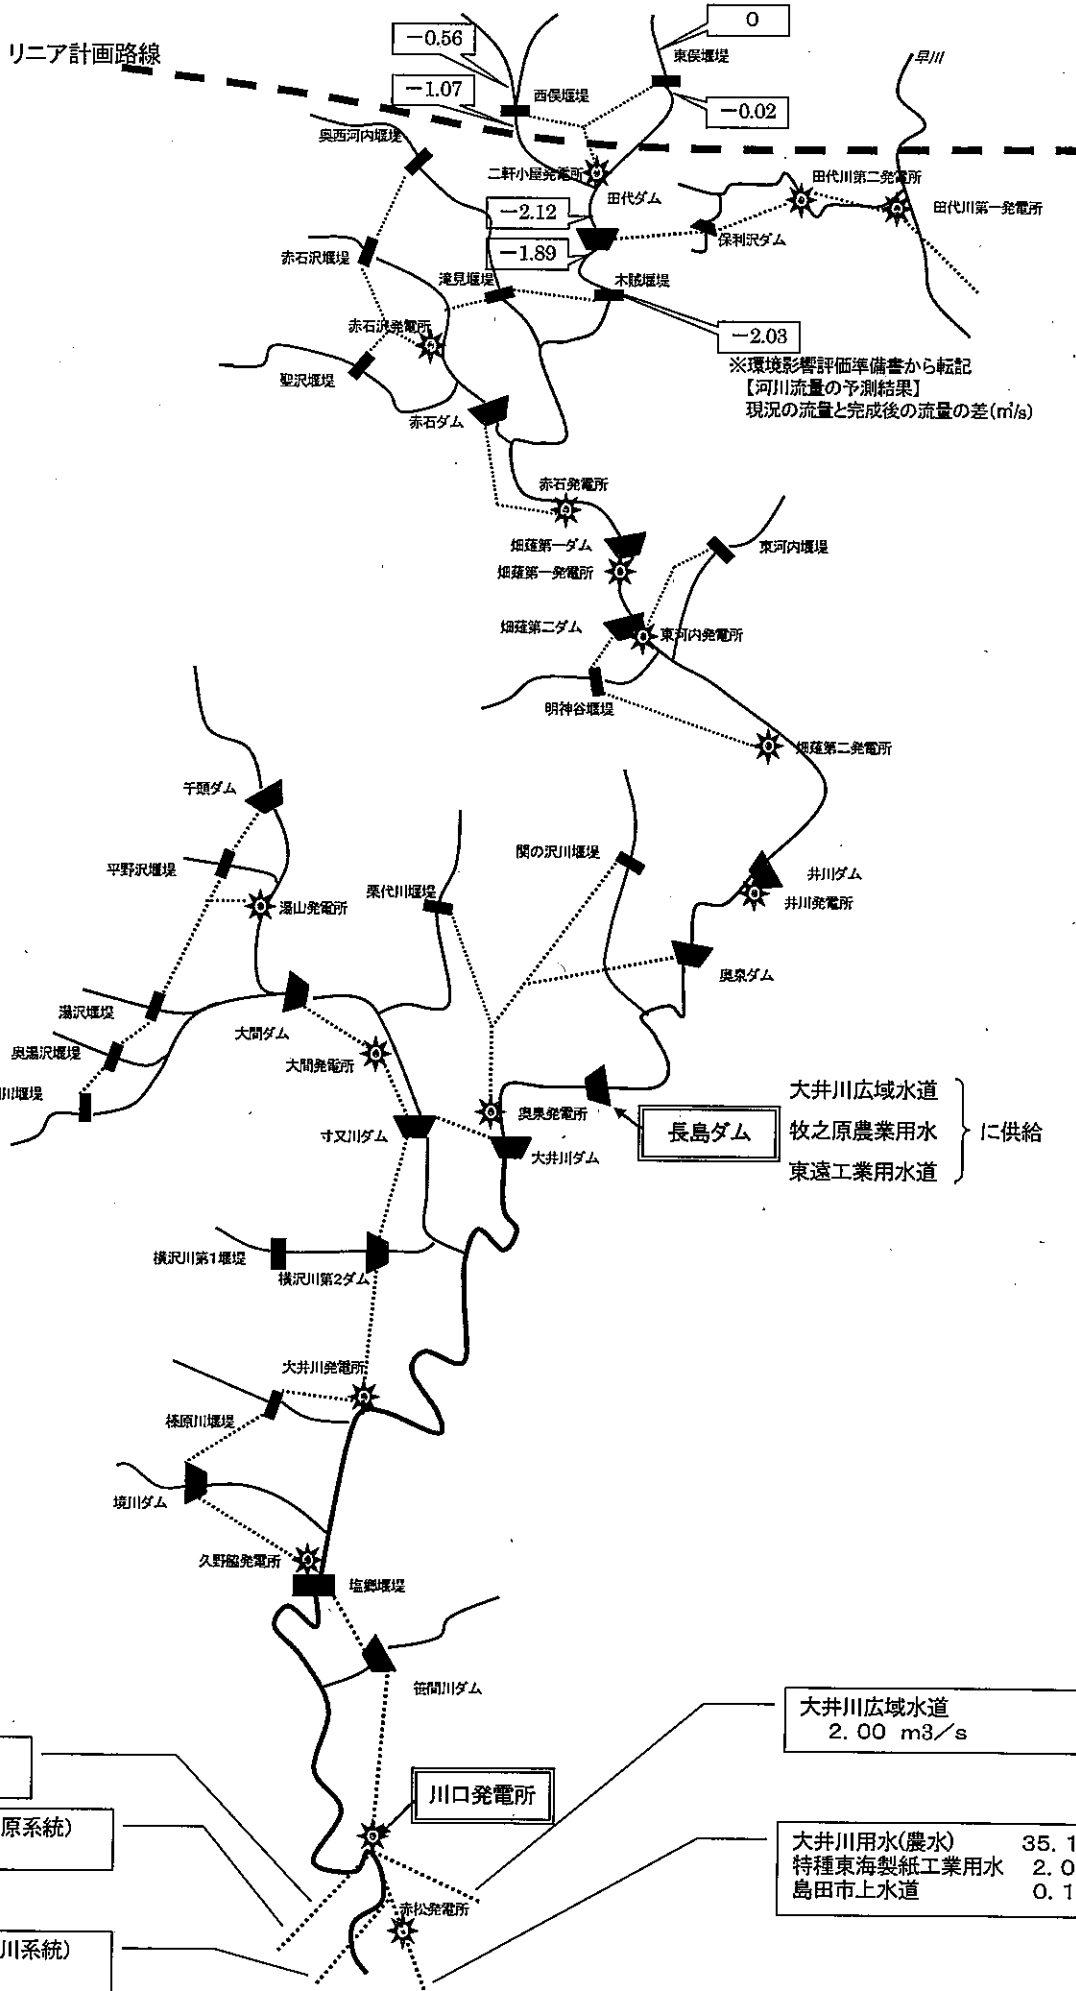 リニア計画路線
−0.56
0
東俣堰堤
早川
−1.07
西俣堰堤
−0.02
奥西河内堰堤
二軒小屋発電所
田代ダム
田代川第二発電所
田代川第一発電所
−2.12
保利沢ダム
−1.89
赤石沢堰堤
滝見堰堤
木賊堰堤
赤石沢発電所
−2.03
聖沢堰堤
※環境影響評価準備書から転記
【河川流量の予測結果】
現況の流量と完成後の流量の差(㎥/s)
赤石ダム
赤石発電所
畑薙第一ダム
東河内堰堤
畑薙第一発電所
畑薙第二ダム
東河内発電所
明神谷堰堤
畑薙第二発電所
千頭ダム
関の沢川堰堤
平野沢堰堤
井川ダム
栗代川堰堤
井川発電所
湯山発電所
奥泉ダム
湯沢堰堤
大間ダム
奥湯沢堰堤
大間発電所
川堰堤
奥泉発電所
長島ダム
大井川広域水道
牧之原農業用水
東遠工業用水道
に供給
寸又川ダム
大井川ダム
横沢川第1堰堤
横沢川第2ダム
大井川発電所
榛原川堰堤
境川ダム
久野脇発電所
塩郷堰堤
笹間川ダム
大井川広域水道
2.00 m3/s
川口発電所
原系統)
大井川用水(農水) 35.1
特種東海製紙工業用水 2.0
島田市上水道 0.1
赤松発電所
川系統)